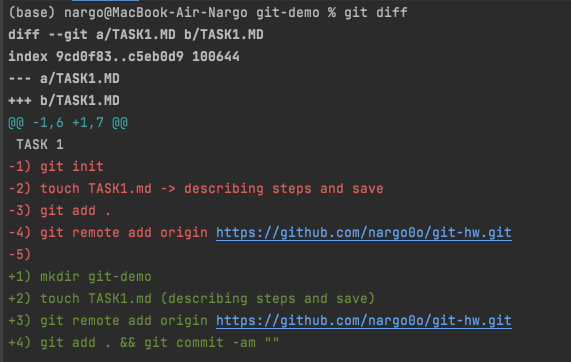 (base) nargo@MacBook-Air-Nargo git-demo % git diff
diff --git a/TASK1.MD b/TASK1.MD
index 9cd0f83..c5eb0d9 100644
--- a/TASK1.MD
+++ b/TASK1.MD
@@ -1,6 +1,7 @@
 TASK 1
-1) git init
-2) touch TASK1.md -> describing steps and save
-3) git add .
-4) git remote add origin https://github.com/nargo0o/git-hw.git
-5)
+1) mkdir git-demo
+2) touch TASK1.md (describing steps and save)
+3) git remote add origin https://github.com/nargo0o/git-hw.git
+4) git add . && git commit -am ""